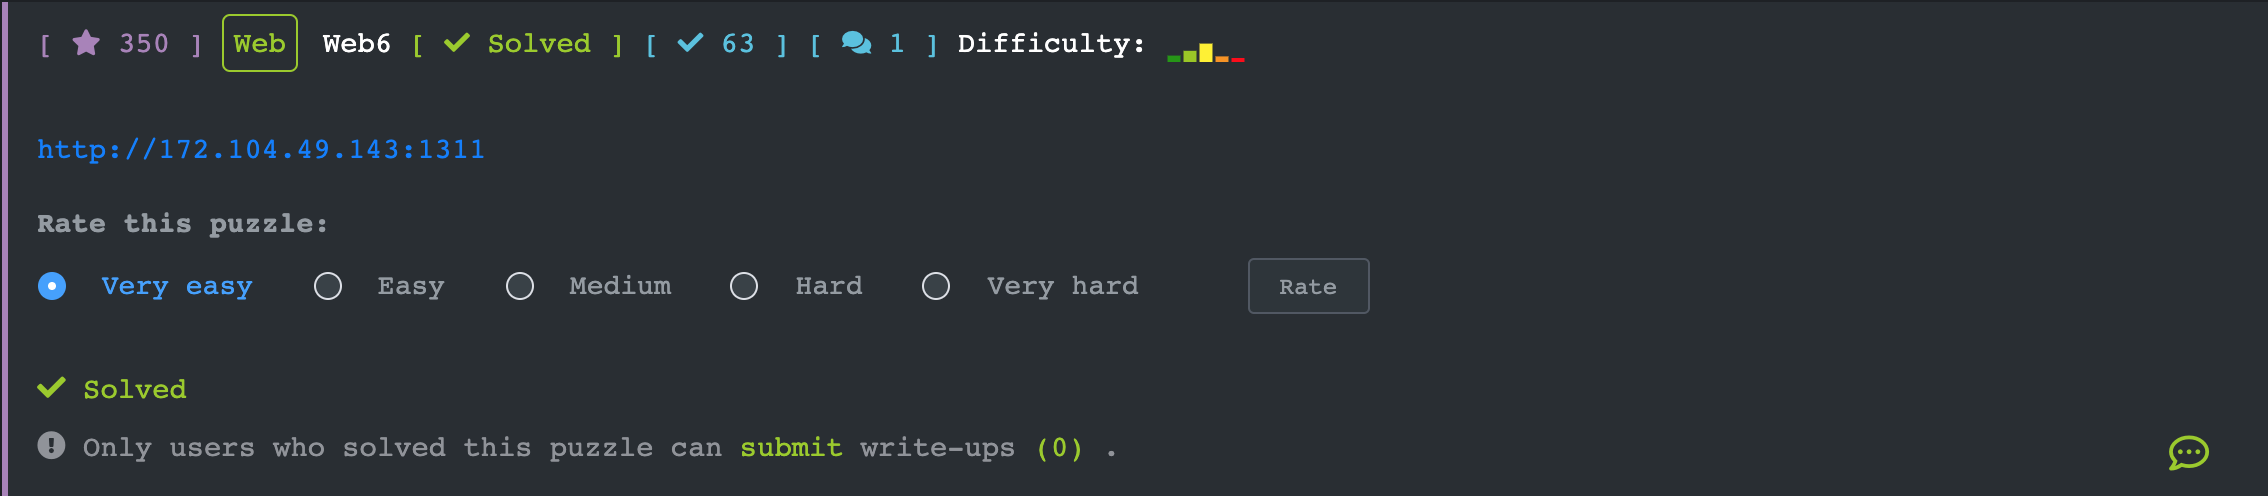 [ ★ 350 ] Web Web6 [ ✔ Solved ] [ ✔ 63 ] [ 1 ] Difficulty:
http://172.104.49.143:1311
Rate this puzzle:
Very easy Easy Medium Hard Very hard Rate
✔ Solved
Only users who solved this puzzle can submit write-ups (0) .